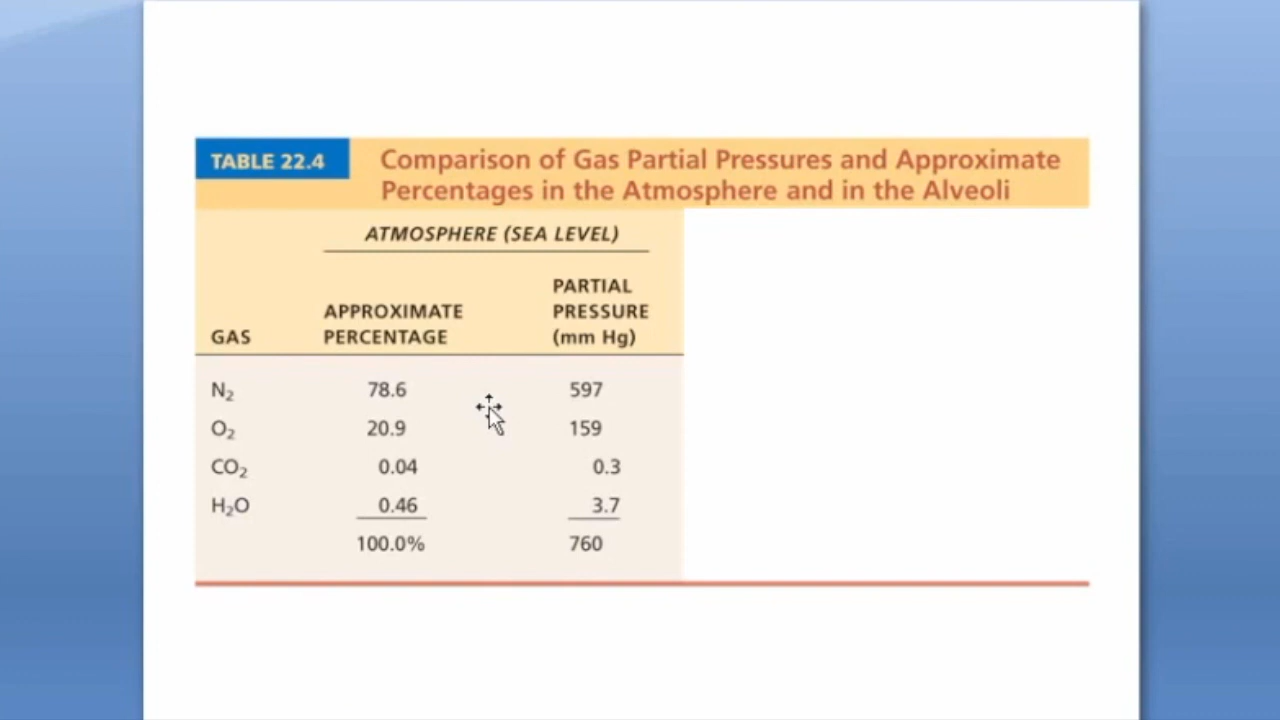 TABLE 22.4
Comparison of Gas Partial Pressures and Approximate
Percentages in the Atmosphere and in the Alveoli
ATMOSPHERE (SEA LEVEL)
GAS
APPROXIMATE
PERCENTAGE
PARTIAL
PRESSURE
(mm Hg)
N₂ 78.6 597
O₂ 20.9 159
CO₂ 0.04 0.3
H₂O 0.46 3.7
100.0% 760